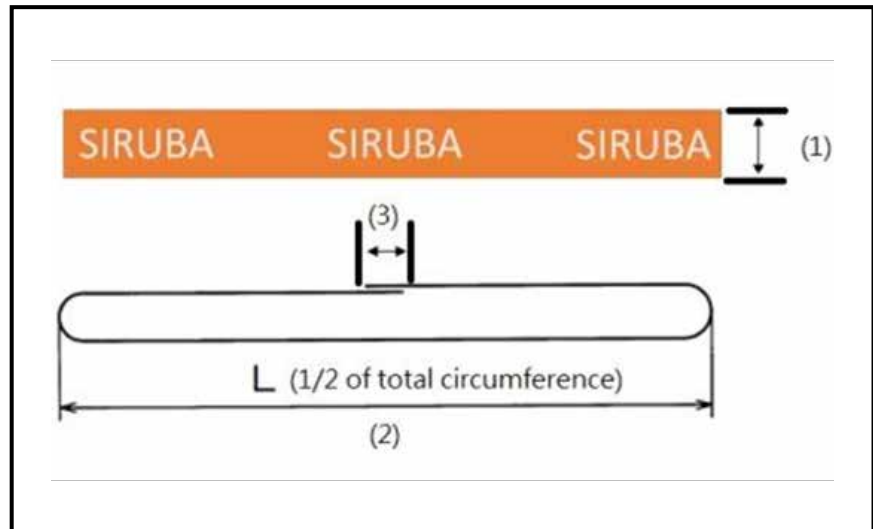 SIRUBA SIRUBA SIRUBA
(1)
(3)
L (1/2 of total circumference)
(2)